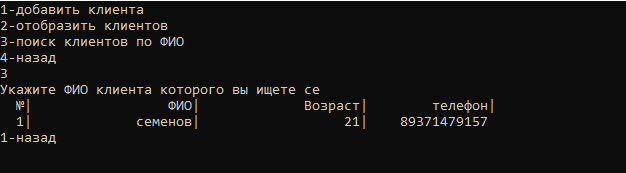 1-добавить клиента
2-отобразить клиентов
3-поиск клиентов по ФИО
4-назад
3
Укажите ФИО клиента которого вы ищете се
№| ФИО| Возраст| телефон|
1| семенов| 21| 89371479157
1-назад